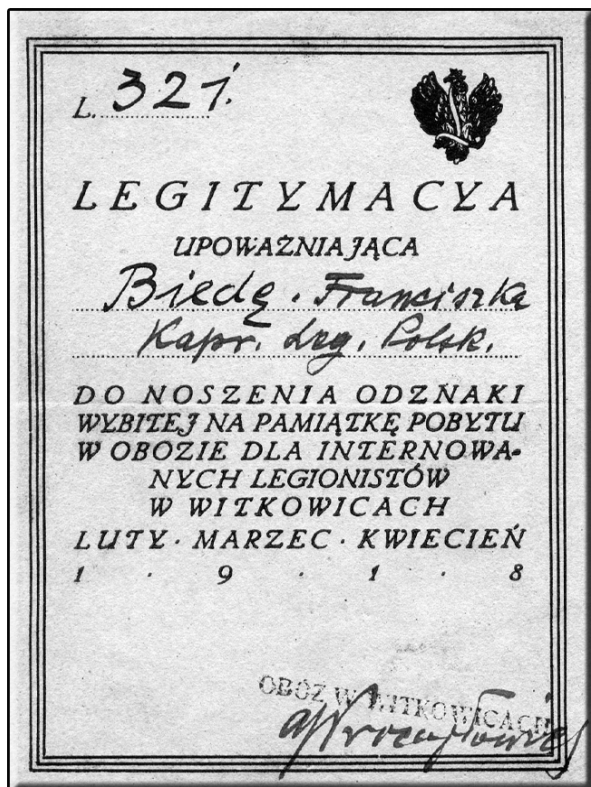 L. 321.
LEGITYMACYA
UPOWAŻNIAJĄCA
Biedę. Franciszka
Kapr. Leg. Polsk.
DO NOSZENIA ODZNAKI
WYBITEJ NA PAMIĄTKĘ POBYTU
W OBOZIE DLA INTERNOWA-
NYCH LEGIONISTÓW
W WITKOWICACH
LUTY · MARZEC · KWIECIEŃ
1 · 9 · 1 · 8
OBÓZ W WITKOWICACH